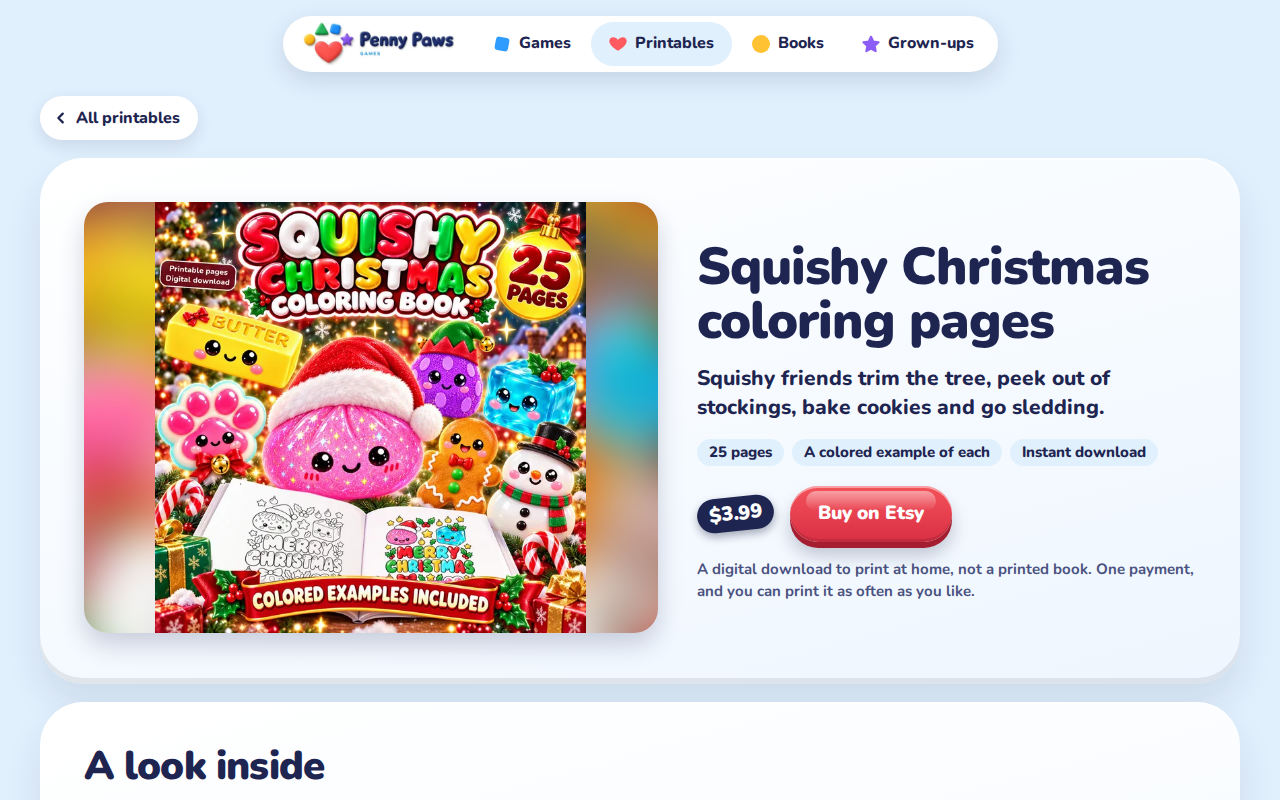 Penny Paws
GAMES
Games
Printables
Books
Grown-ups
All printables
SQUISHY
CHRISTMAS
COLORING BOOK
25
PAGES
Printable pages
Digital download
BUTTER
MERRY
CHRISTMAS
MERRY
CHRISTMAS
COLORED EXAMPLES INCLUDED
Squishy Christmas
coloring pages
Squishy friends trim the tree, peek out of
stockings, bake cookies and go sledding.
25 pages
A colored example of each
Instant download
$3.99
Buy on Etsy
A digital download to print at home, not a printed book. One payment,
and you can print it as often as you like.
A look inside